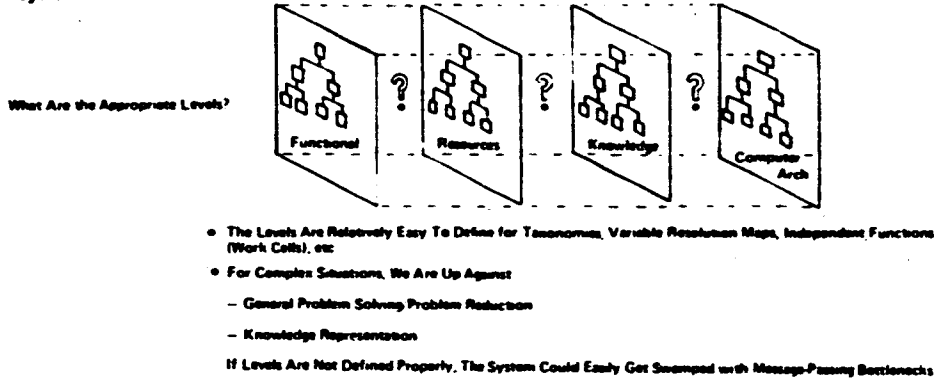 What Are the Appropriate Levels?
? ? ?
Functional Resources Knowledge Computer
Arch
• The Levels Are Relatively Easy To Define for Taxonomies, Variable Resolution Maps, Independent Functions
(Work Cells), etc
• For Complex Situations, We Are Up Against
– General Problem Solving/Problem Reduction
– Knowledge Representation
If Levels Are Not Defined Properly, The System Could Easily Get Swamped with Message-Passing Bottlenecks